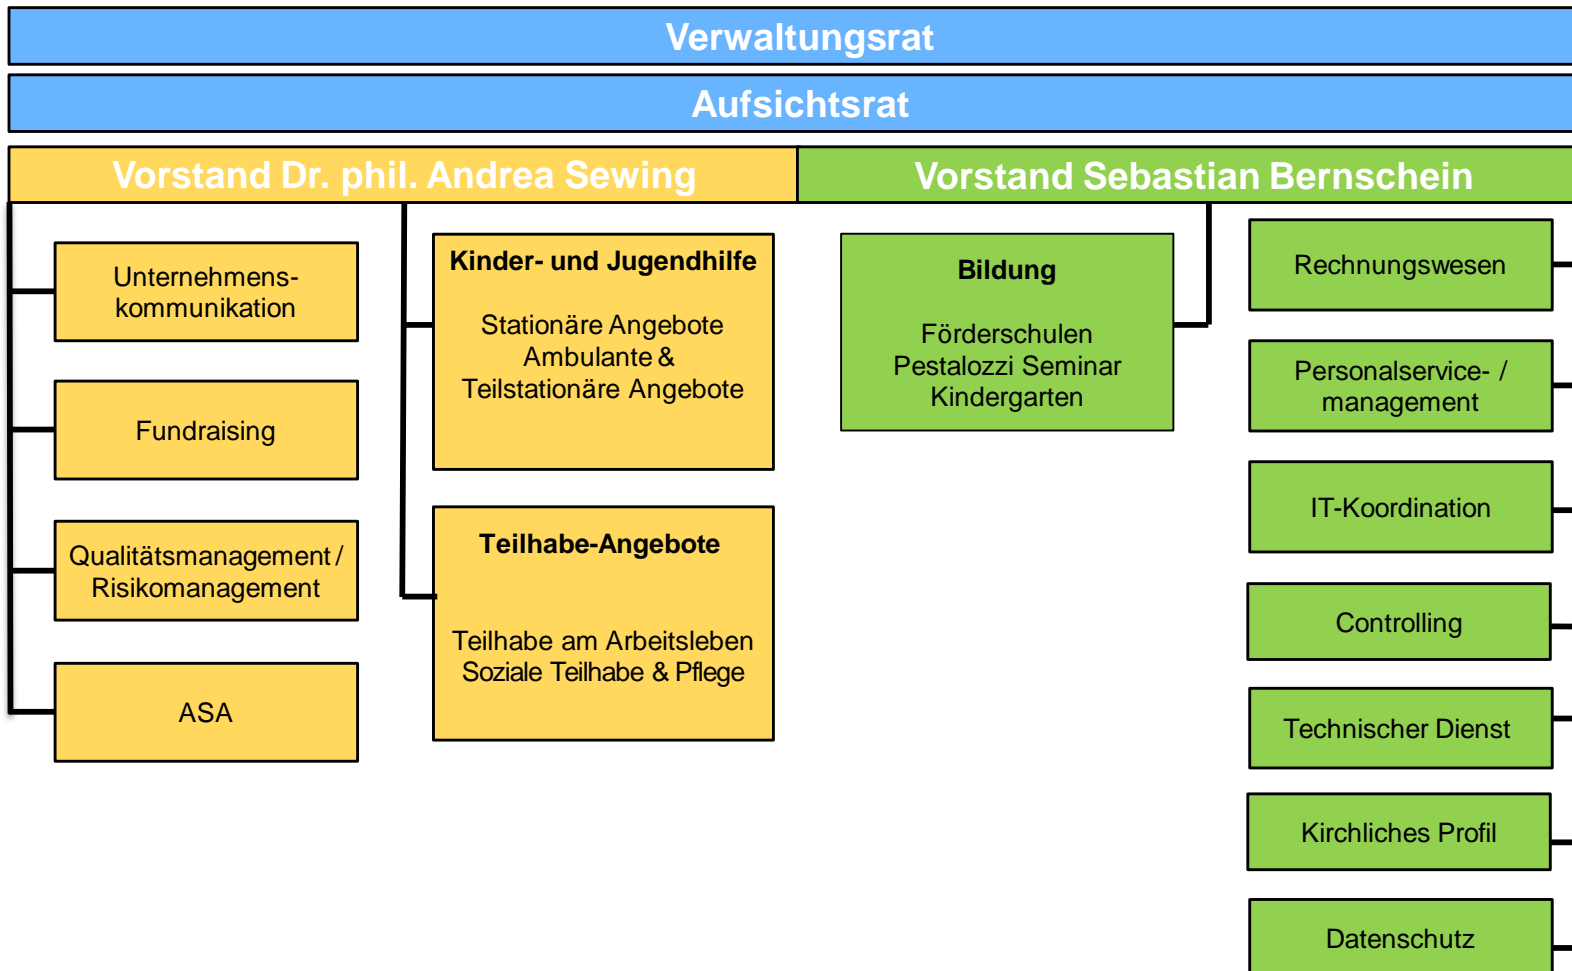 Verwaltungsrat
Aufsichtsrat
Vorstand Dr. phil. Andrea Sewing
Vorstand Sebastian Bernschein
Unternehmens-
kommunikation
Fundraising
Qualitätsmanagement /
Risikomanagement
ASA
Kinder- und Jugendhilfe
Stationäre Angebote
Ambulante &
Teilstationäre Angebote
Teilhabe-Angebote
Teilhabe am Arbeitsleben
Soziale Teilhabe & Pflege
Bildung
Förderschulen
Pestalozzi Seminar
Kindergarten
Rechnungswesen
Personalservice- /
management
IT-Koordination
Controlling
Technischer Dienst
Kirchliches Profil
Datenschutz